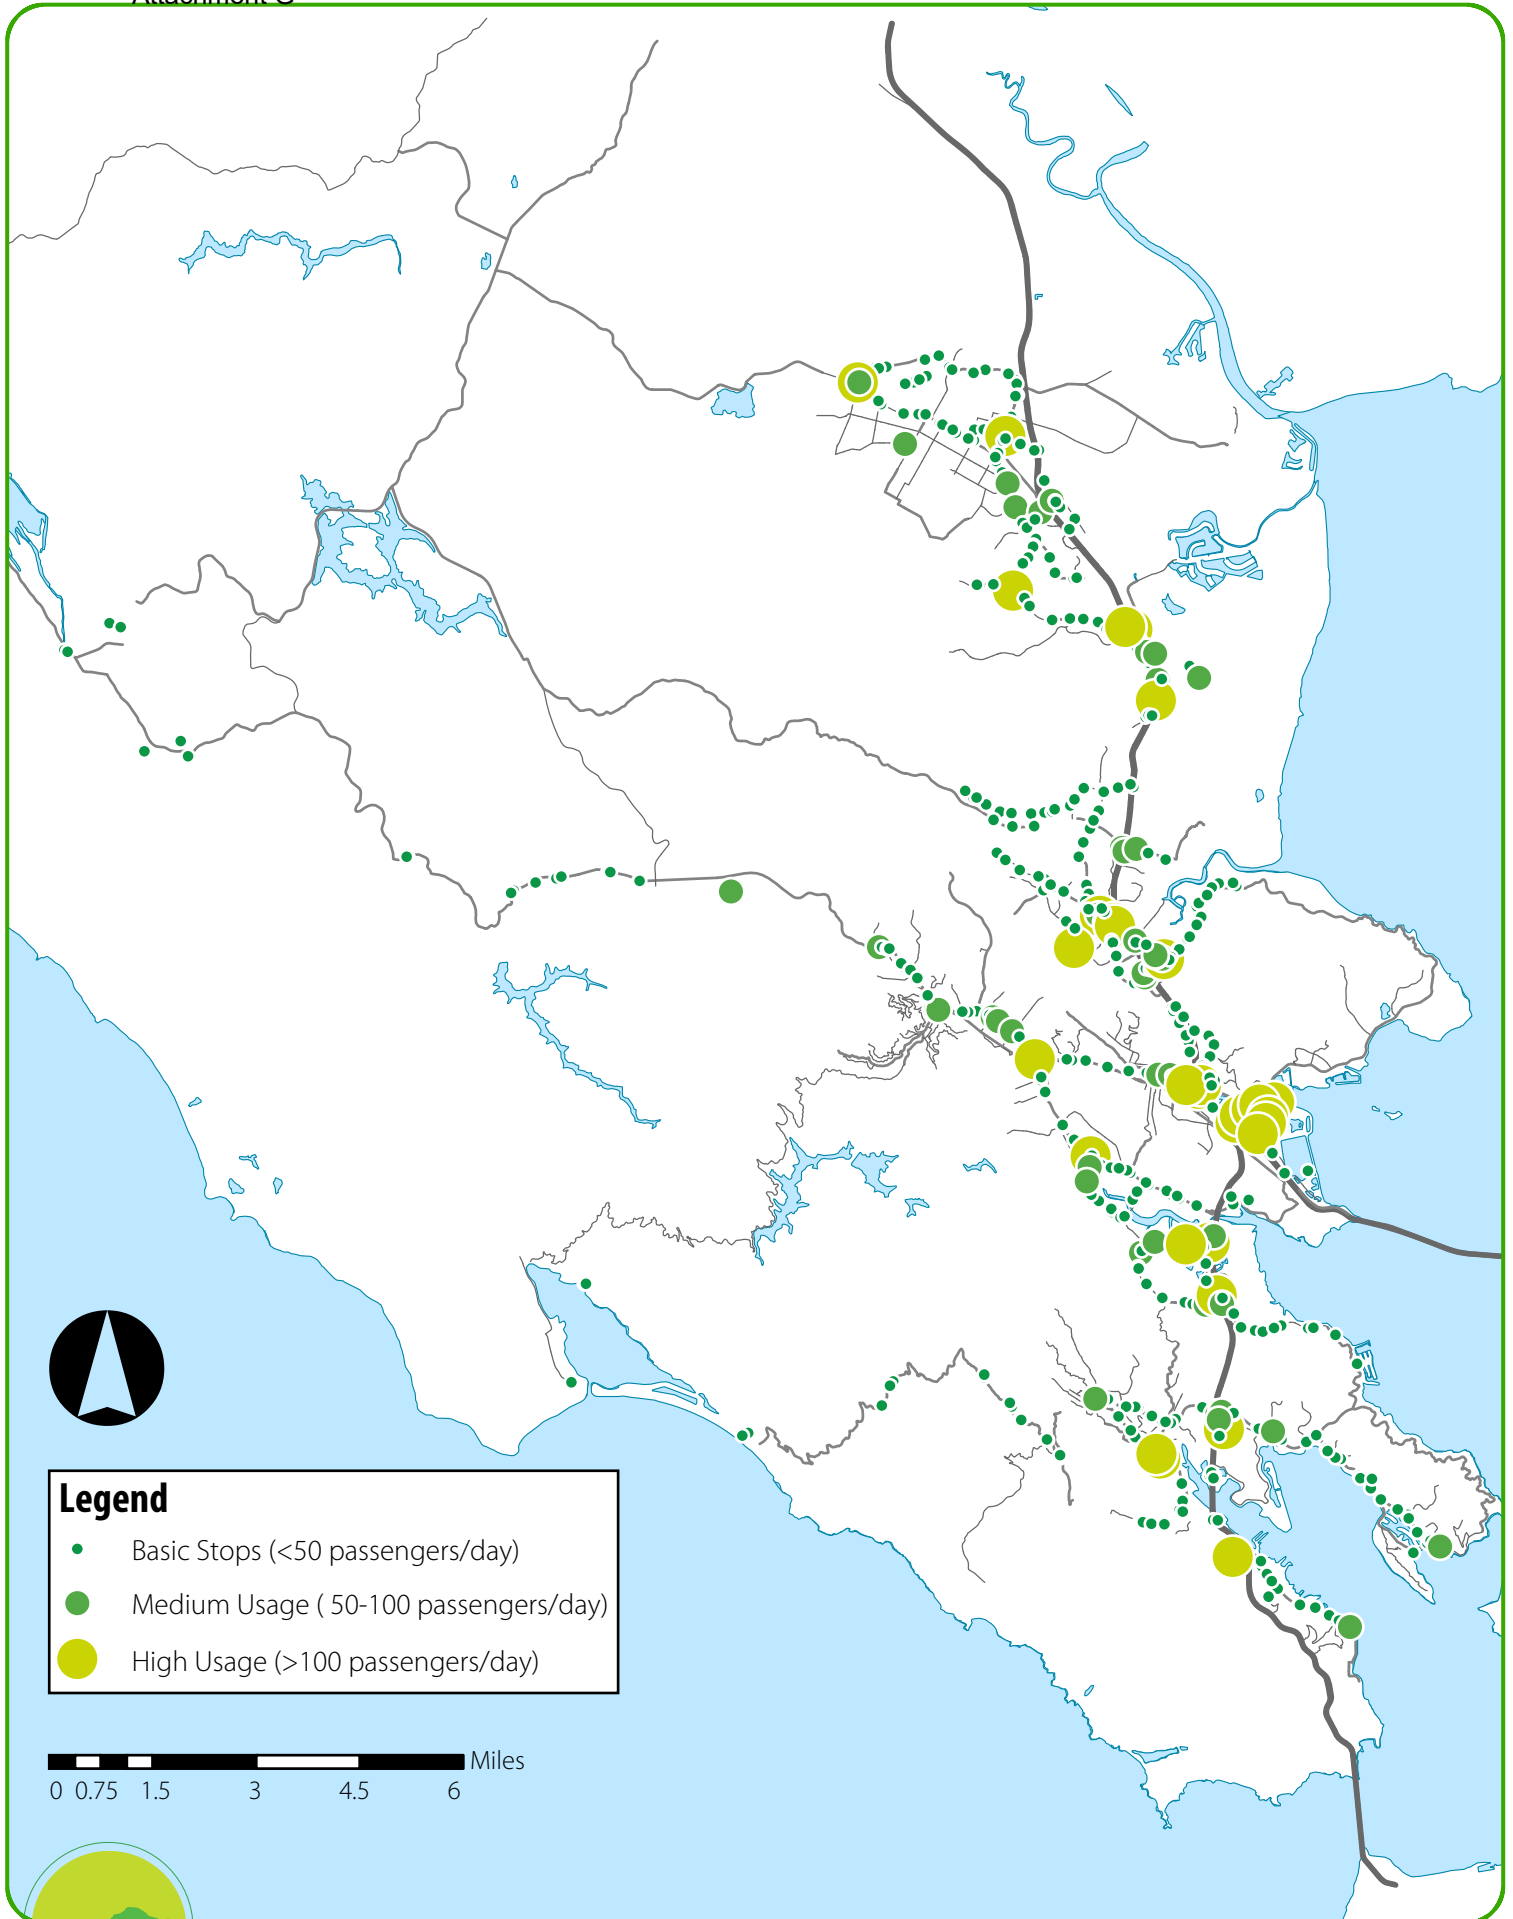 Attachment G
Legend
Basic Stops (<50 passengers/day)
Medium Usage ( 50-100 passengers/day)
High Usage (>100 passengers/day)
Miles
0 0.75 1.5 3 4.5 6